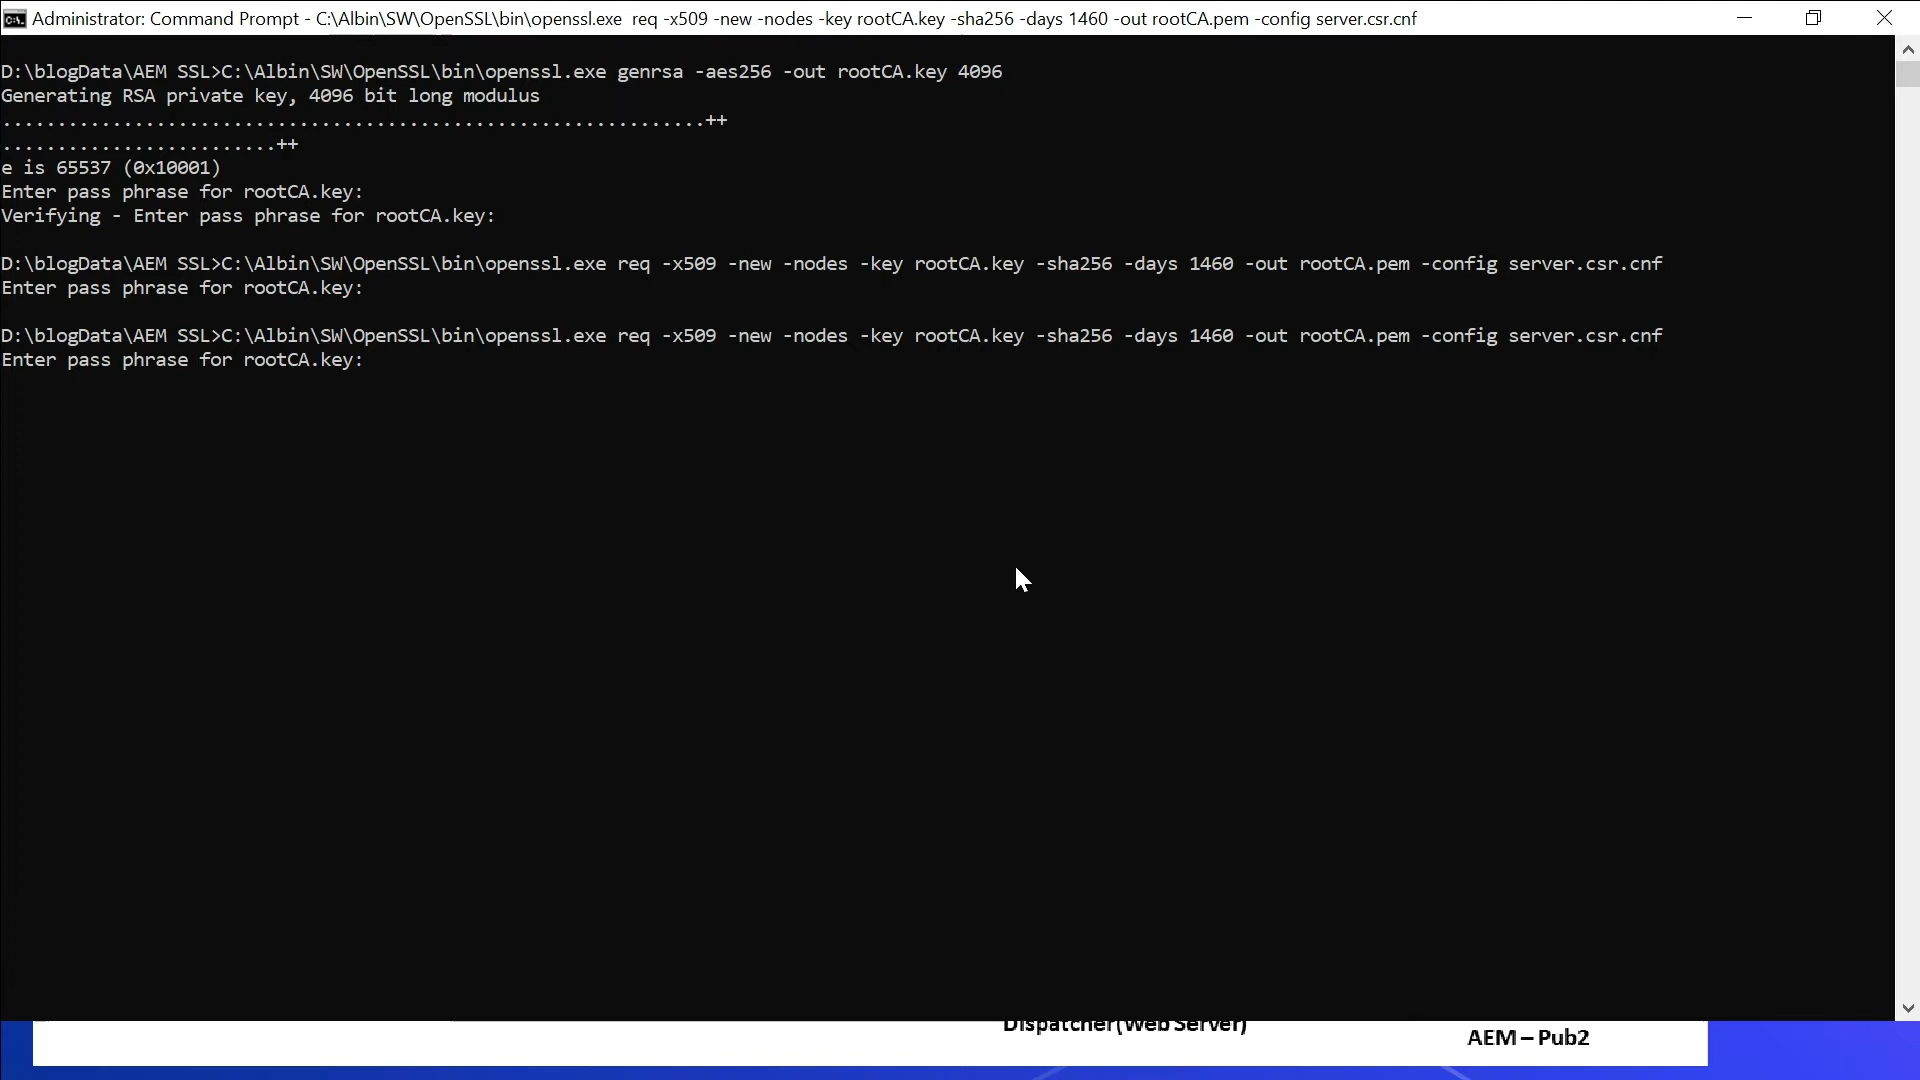 Administrator: Command Prompt - C:\Albin\SW\OpenSSL\bin\openssl.exe  req -x509 -new -nodes -key rootCA.key -sha256 -days 1460 -out rootCA.pem -config server.csr.cnf
D:\blogData\AEM SSL>C:\Albin\SW\OpenSSL\bin\openssl.exe genrsa -aes256 -out rootCA.key 4096
Generating RSA private key, 4096 bit long modulus
................................................................++
.........................++
e is 65537 (0x10001)
Enter pass phrase for rootCA.key:
Verifying - Enter pass phrase for rootCA.key:
D:\blogData\AEM SSL>C:\Albin\SW\OpenSSL\bin\openssl.exe req -x509 -new -nodes -key rootCA.key -sha256 -days 1460 -out rootCA.pem -config server.csr.cnf
Enter pass phrase for rootCA.key:
D:\blogData\AEM SSL>C:\Albin\SW\OpenSSL\bin\openssl.exe req -x509 -new -nodes -key rootCA.key -sha256 -days 1460 -out rootCA.pem -config server.csr.cnf
Enter pass phrase for rootCA.key:
Dispatcher(Web Server)
AEM – Pub2